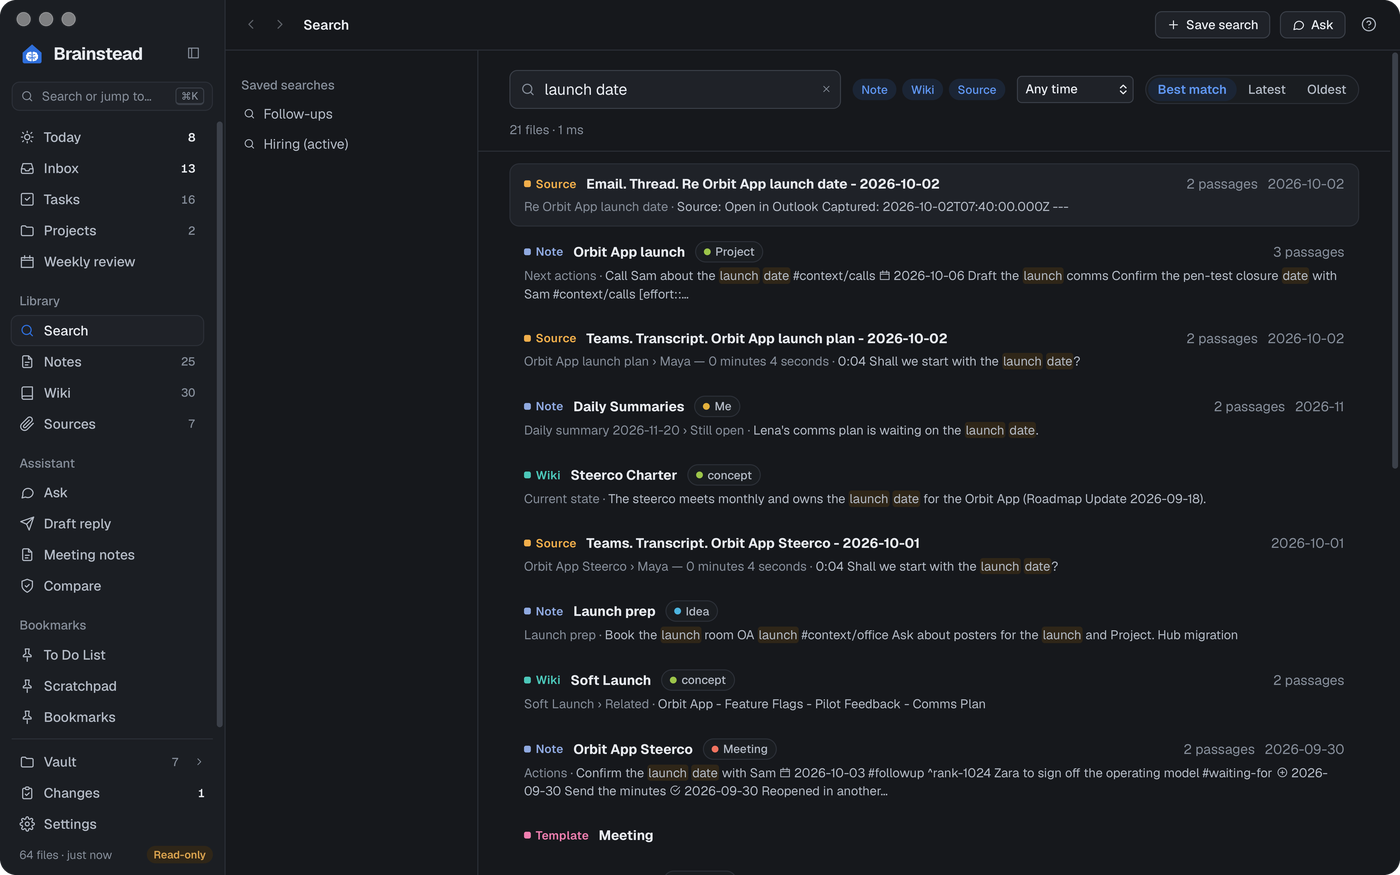 Brainstead
Search or jump to... ⌘K
Today 8
Inbox 13
Tasks 16
Projects 2
Weekly review
Library
Search
Notes 25
Wiki 30
Sources 7
Assistant
Ask
Draft reply
Meeting notes
Compare
Bookmarks
To Do List
Scratchpad
Bookmarks
Vault 7
Changes 1
Settings
64 files · just now Read-only
Search
Save search
Ask
Saved searches
Follow-ups
Hiring (active)
launch date
Note Wiki Source Any time Best match Latest Oldest
21 files · 1 ms
Source Email. Thread. Re Orbit App launch date - 2026-10-02 2 passages 2026-10-02
Re Orbit App launch date · Source: Open in Outlook Captured: 2026-10-02T07:40:00.000Z ---
Note Orbit App launch Project 3 passages
Next actions · Call Sam about the launch date #context/calls 2026-10-06 Draft the launch comms Confirm the pen-test closure date with
Sam #context/calls [effort::...
Source Teams. Transcript. Orbit App launch plan - 2026-10-02 2 passages 2026-10-02
Orbit App launch plan › Maya — 0 minutes 4 seconds · 0:04 Shall we start with the launch date?
Note Daily Summaries Me 2 passages 2026-11
Daily summary 2026-11-20 › Still open · Lena's comms plan is waiting on the launch date.
Wiki Steerco Charter concept
Current state · The steerco meets monthly and owns the launch date for the Orbit App (Roadmap Update 2026-09-18).
Source Teams. Transcript. Orbit App Steerco - 2026-10-01 2026-10-01
Orbit App Steerco › Maya — 0 minutes 4 seconds · 0:04 Shall we start with the launch date?
Note Launch prep Idea
Launch prep · Book the launch room OA launch #context/office Ask about posters for the launch and Project. Hub migration
Wiki Soft Launch concept 2 passages
Soft Launch › Related · Orbit App - Feature Flags - Pilot Feedback - Comms Plan
Note Orbit App Steerco Meeting 2 passages 2026-09-30
Actions · Confirm the launch date with Sam 2026-10-03 #followup ^rank-1024 Zara to sign off the operating model #waiting-for 2026-
09-30 Send the minutes 2026-09-30 Reopened in another...
Template Meeting